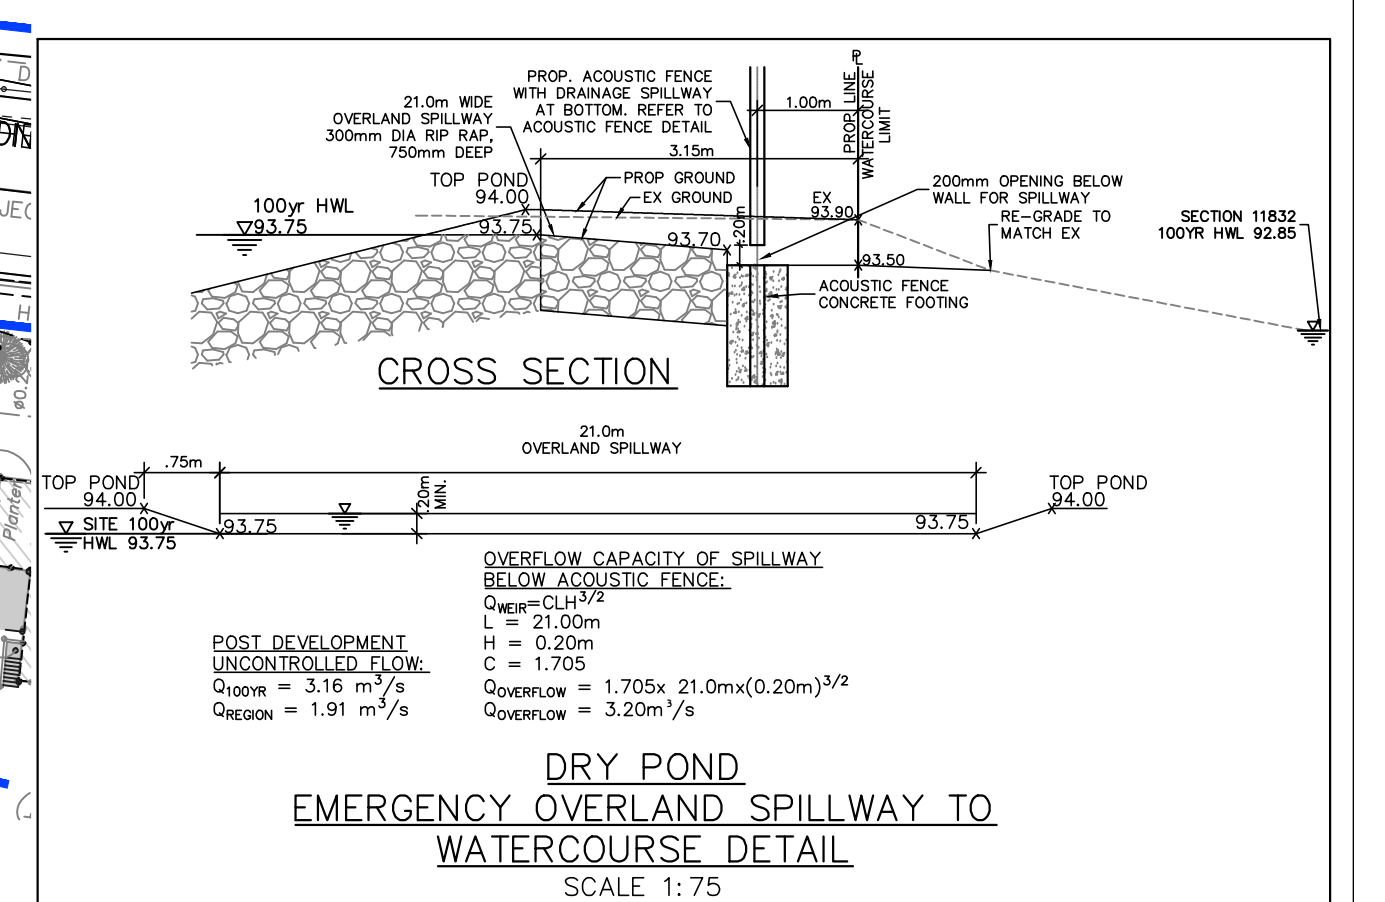 ℄
PROP LINE
WATERCOURSE
LIMIT
1.00m
PROP. ACOUSTIC FENCE
WITH DRAINAGE SPILLWAY
AT BOTTOM. REFER TO
ACOUSTIC FENCE DETAIL
21.0m WIDE
OVERLAND SPILLWAY
300mm DIA RIP RAP,
750mm DEEP
3.15m
TOP POND
94.00
PROP GROUND
EX GROUND
EX
93.90
200mm OPENING BELOW
WALL FOR SPILLWAY
RE-GRADE TO
MATCH EX
SECTION 11832
100YR HWL 92.85
100yr HWL
93.75
93.75
93.70
.20m
93.50
ACOUSTIC FENCE
CONCRETE FOOTING
CROSS SECTION
21.0m
OVERLAND SPILLWAY
.75m
TOP POND
94.00
SITE 100yr
HWL 93.75
93.75
.20m
MIN.
93.75
TOP POND
94.00
POST DEVELOPMENT
UNCONTROLLED FLOW:
Q100YR = 3.16 m³/s
QREGION = 1.91 m³/s
OVERFLOW CAPACITY OF SPILLWAY
BELOW ACOUSTIC FENCE:
QWEIR=CLH3/2
L = 21.00m
H = 0.20m
C = 1.705
QOVERFLOW = 1.705x 21.0mx(0.20m)3/2
QOVERFLOW = 3.20m³/s
DRY POND
EMERGENCY OVERLAND SPILLWAY TO
WATERCOURSE DETAIL
SCALE 1:75
D
H
Planter